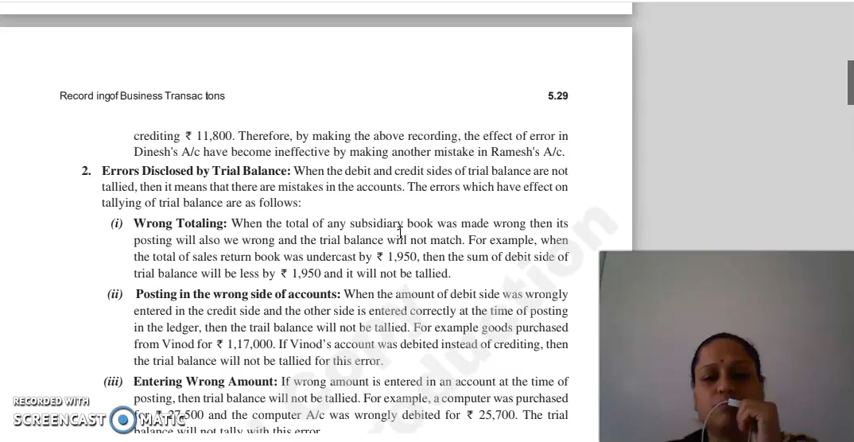 Record ingof Business Transac tions
5.29
crediting ₹ 11,800. Therefore, by making the above recording, the effect of error in
Dinesh's A/c have become ineffective by making another mistake in Ramesh's A/c.
2. Errors Disclosed by Trial Balance: When the debit and credit sides of trial balance are not
tallied, then it means that there are mistakes in the accounts. The errors which have effect on
tallying of trial balance are as follows:
(i) Wrong Totaling: When the total of any subsidiary book was made wrong then its
posting will also we wrong and the trial balance will not match. For example, when
the total of sales return book was undercast by ₹ 1,950, then the sum of debit side of
trial balance will be less by ₹ 1,950 and it will not be tallied.
(ii) Posting in the wrong side of accounts: When the amount of debit side was wrongly
entered in the credit side and the other side is entered correctly at the time of posting
in the ledger, then the trail balance will not be tallied. For example goods purchased
from Vinod for ₹ 1,17,000. If Vinod's account was debited instead of crediting, then
the trial balance will not be tallied for this error.
(iii) Entering Wrong Amount: If wrong amount is entered in an account at the time of
posting, then trial balance will not be tallied. For example, a computer was purchased
for ₹ 27,500 and the computer A/c was wrongly debited for ₹ 25,700. The trial
balance will not tally with this error
RECORDED WITH
SCREENCAST MATIC